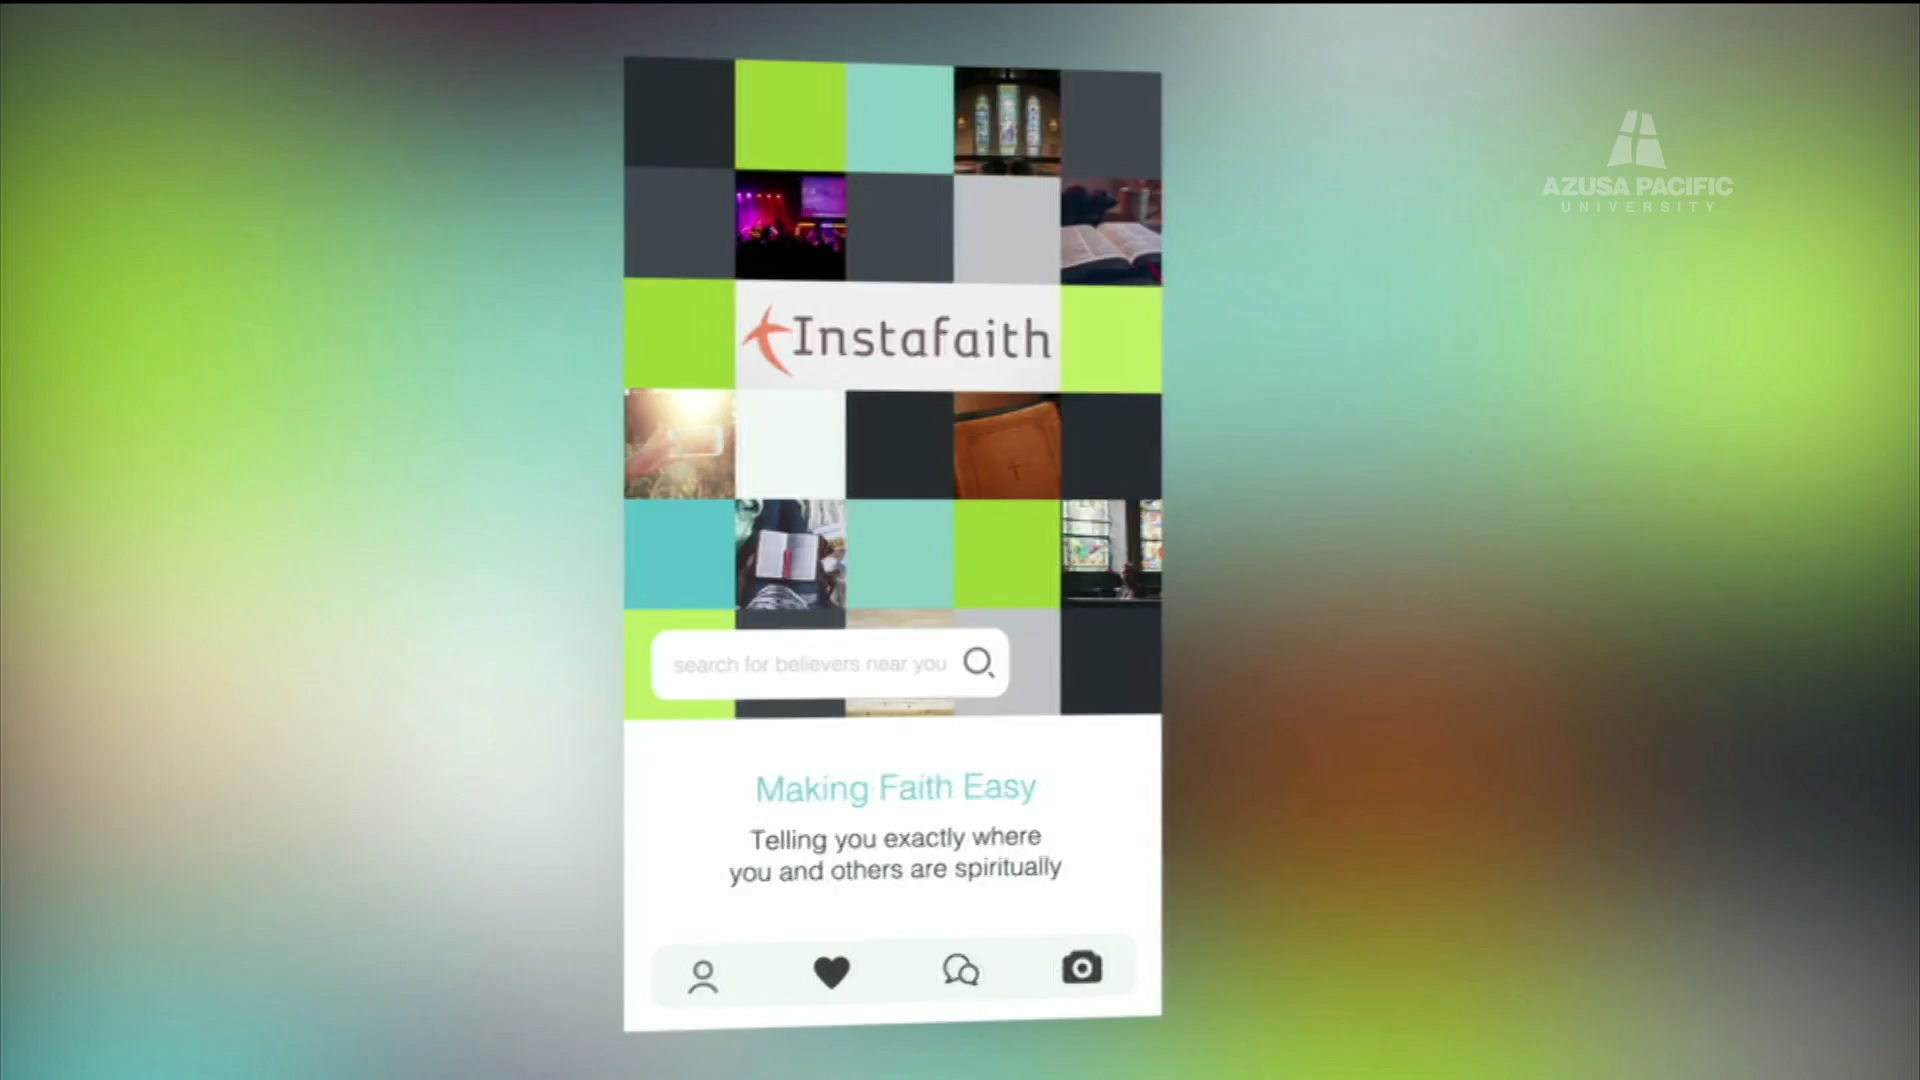 AZUSA PACIFIC
UNIVERSITY
Instafaith
search for believers near you
Making Faith Easy
Telling you exactly where
you and others are spiritually